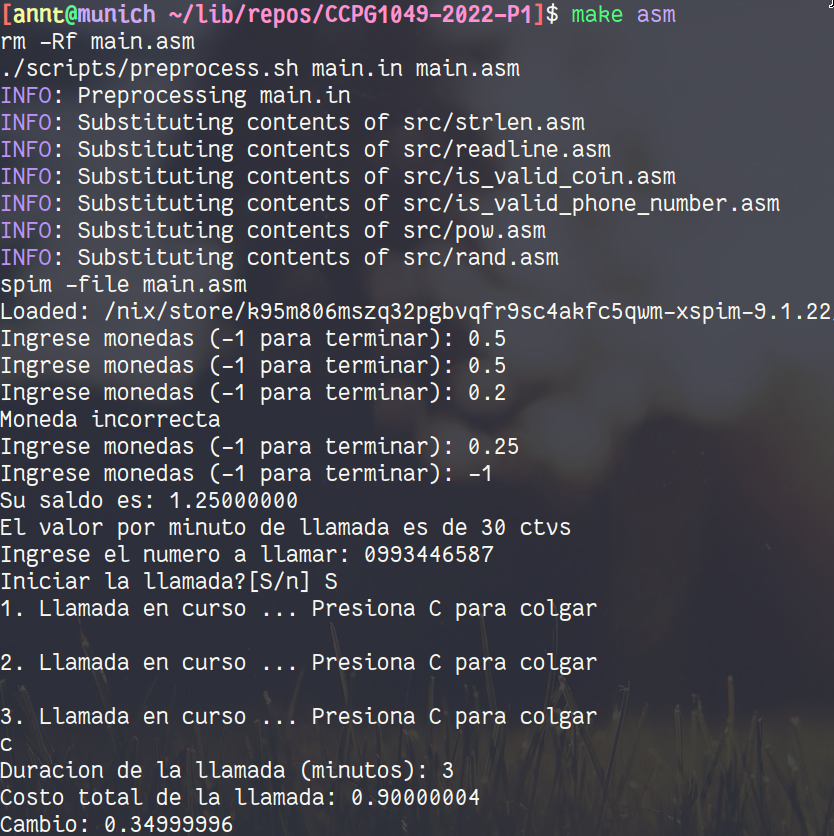 [annt@munich ~/lib/repos/CCPG1049-2022-P1]$ make asm
rm -Rf main.asm
./scripts/preprocess.sh main.in main.asm
INFO: Preprocessing main.in
INFO: Substituting contents of src/strlen.asm
INFO: Substituting contents of src/readline.asm
INFO: Substituting contents of src/is_valid_coin.asm
INFO: Substituting contents of src/is_valid_phone_number.asm
INFO: Substituting contents of src/pow.asm
INFO: Substituting contents of src/rand.asm
spim -file main.asm
Loaded: /nix/store/k95m806mszq32pgbvqfr9sc4akfc5qwm-xspim-9.1.22
Ingrese monedas (-1 para terminar): 0.5
Ingrese monedas (-1 para terminar): 0.5
Ingrese monedas (-1 para terminar): 0.2
Moneda incorrecta
Ingrese monedas (-1 para terminar): 0.25
Ingrese monedas (-1 para terminar): -1
Su saldo es: 1.25000000
El valor por minuto de llamada es de 30 ctvs
Ingrese el numero a llamar: 0993446587
Iniciar la llamada?[S/n] S
1. Llamada en curso ... Presiona C para colgar
2. Llamada en curso ... Presiona C para colgar
3. Llamada en curso ... Presiona C para colgar
c
Duracion de la llamada (minutos): 3
Costo total de la llamada: 0.90000004
Cambio: 0.34999996